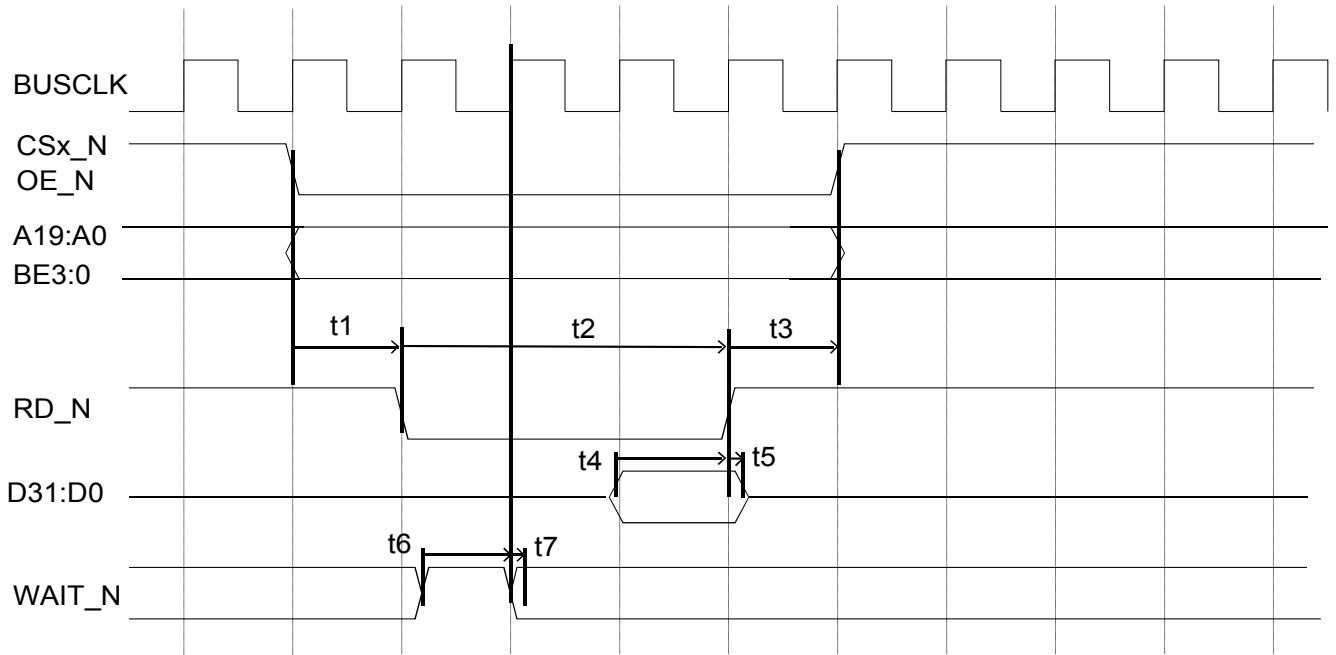 BUSCLK
CSx_N
OE_N
A19:A0
BE3:0
t1 t2 t3
RD_N
t4 t5
D31:D0
t6 t7
WAIT_N